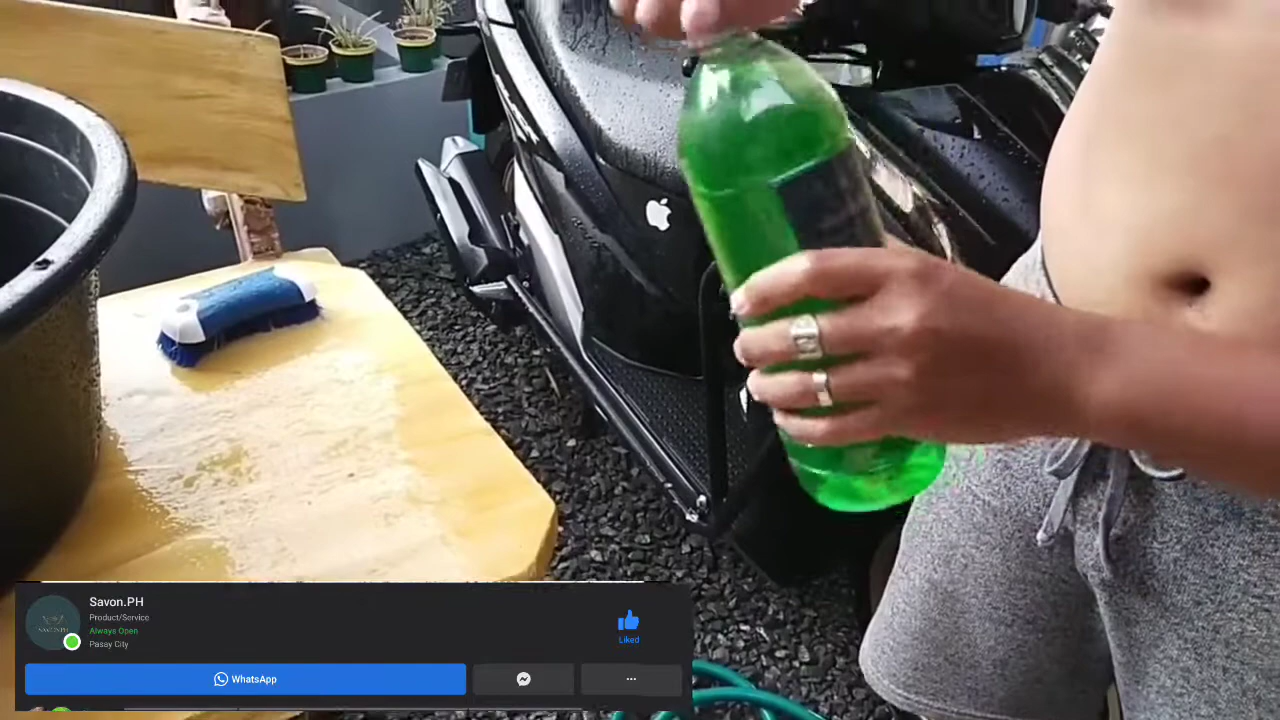 Savon.PH
Product/Service
Always Open
Pasay City
Liked
WhatsApp